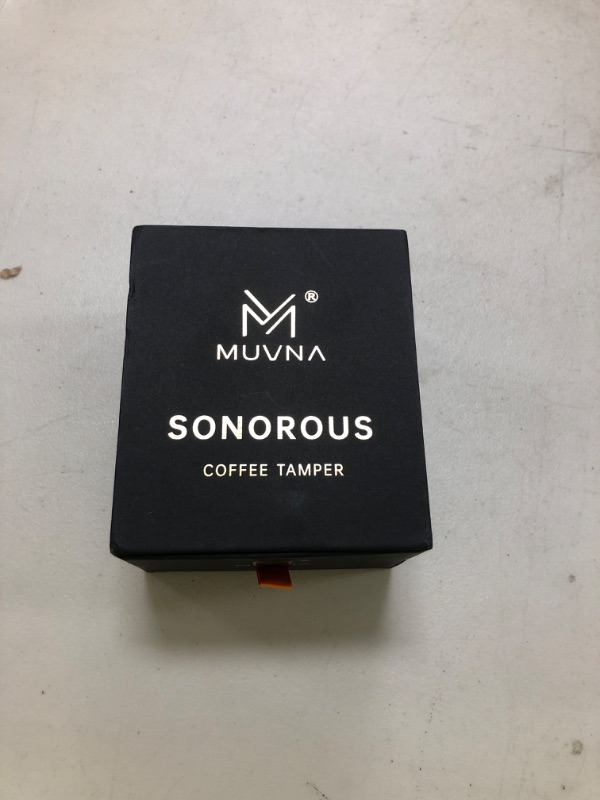 ®
MUVNA
SONOROUS
COFFEE TAMPER